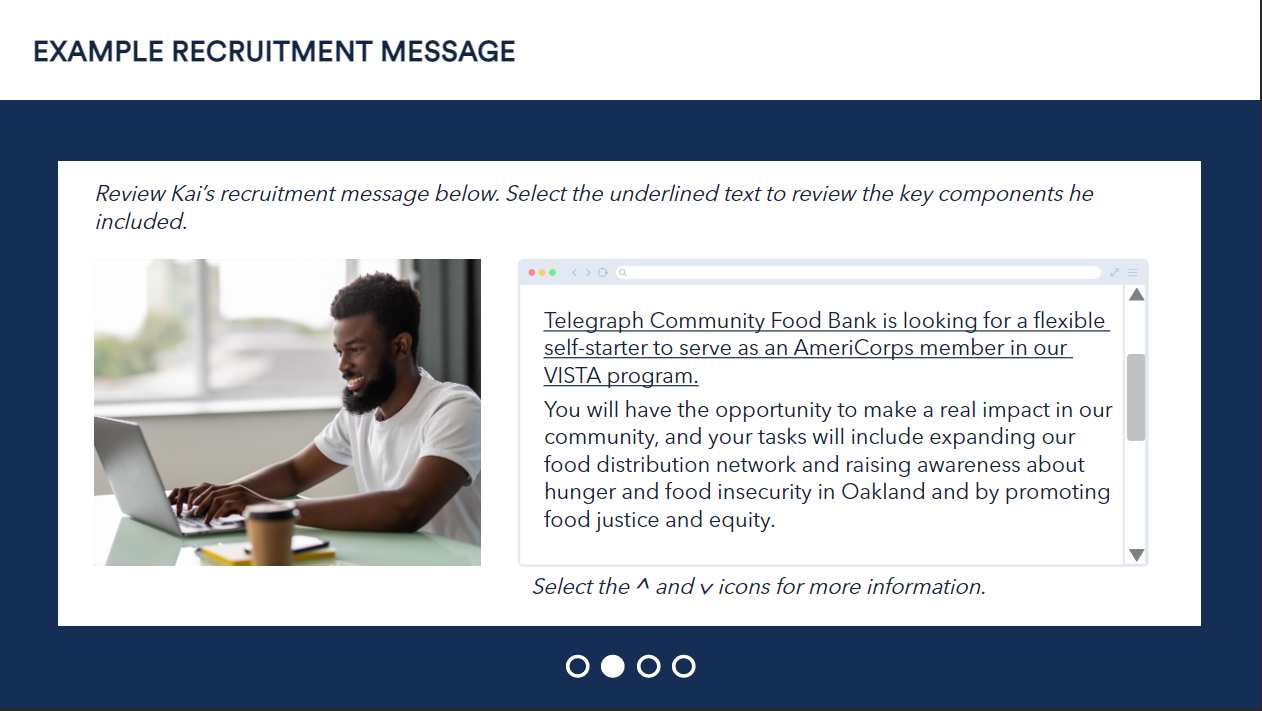 EXAMPLE RECRUITMENT MESSAGE
Review Kai’s recruitment message below. Select the underlined text to review the key components he
included.
Telegraph Community Food Bank is looking for a flexible
self-starter to serve as an AmeriCorps member in our
VISTA program.
You will have the opportunity to make a real impact in our
community, and your tasks will include expanding our
food distribution network and raising awareness about
hunger and food insecurity in Oakland and by promoting
food justice and equity.
Select the ^ and v icons for more information.